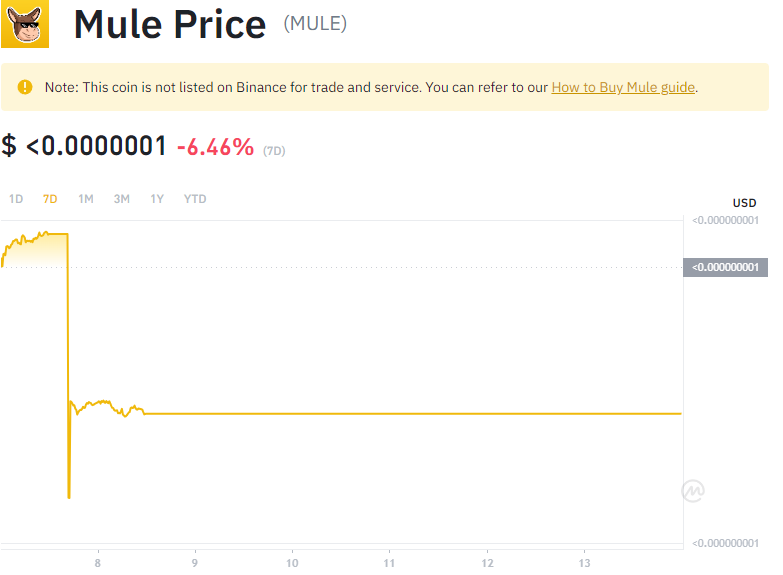 Mule Price (MULE)
Note: This coin is not listed on Binance for trade and service. You can refer to our How to Buy Mule guide.
$ <0.0000001 -6.46% (7D)
1D 7D 1M 3M 1Y YTD
USD
<0.000000001
<0.000000001
<0.000000001
8 9 10 11 12 13